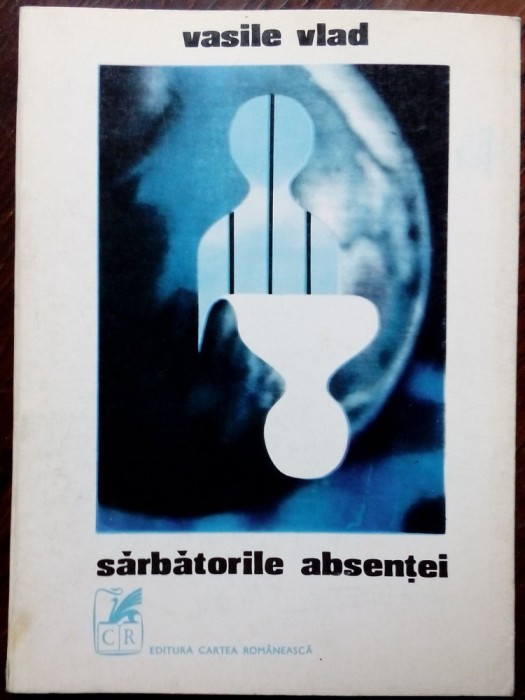 vasile vlad
sărbătorile absenței
CR
EDITURA CARTEA ROMÂNEASCĂ